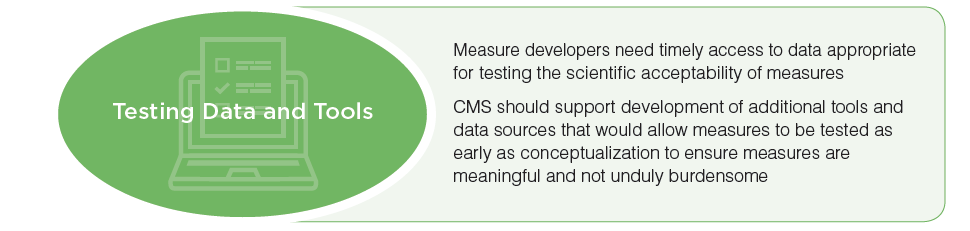 Testing Data and Tools
Measure developers need timely access to data appropriate
for testing the scientific acceptability of measures
CMS should support development of additional tools and
data sources that would allow measures to be tested as
early as conceptualization to ensure measures are
meaningful and not unduly burdensome